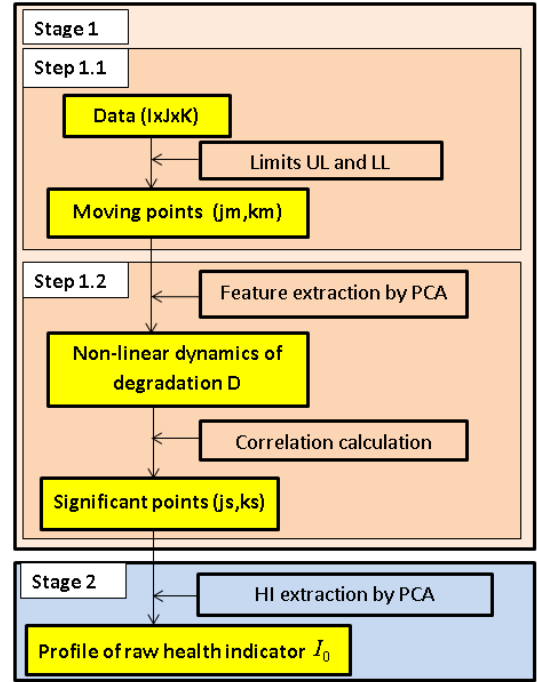 Stage 1
Step 1.1
Data (IxJxK)
Limits UL and LL
Moving points (jm,km)
Step 1.2
Feature extraction by PCA
Non-linear dynamics of
degradation D
Correlation calculation
Significant points (js,ks)
Stage 2
HI extraction by PCA
Profile of raw health indicator I₀